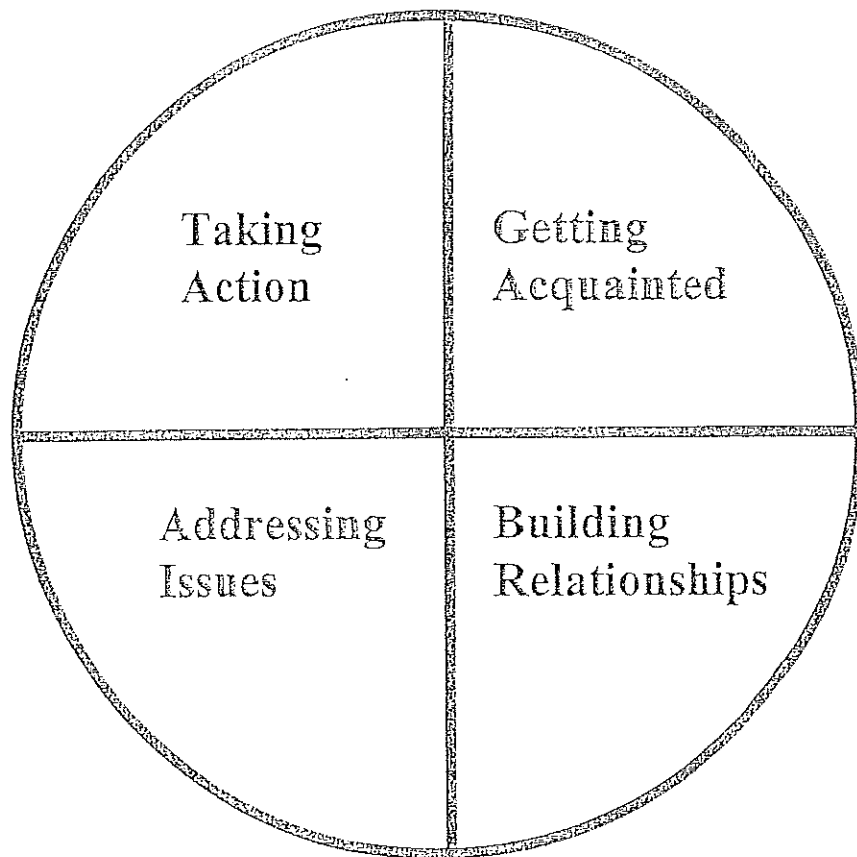 Taking
Action
Getting
Acquainted
Addressing
Issues
Building
Relationships